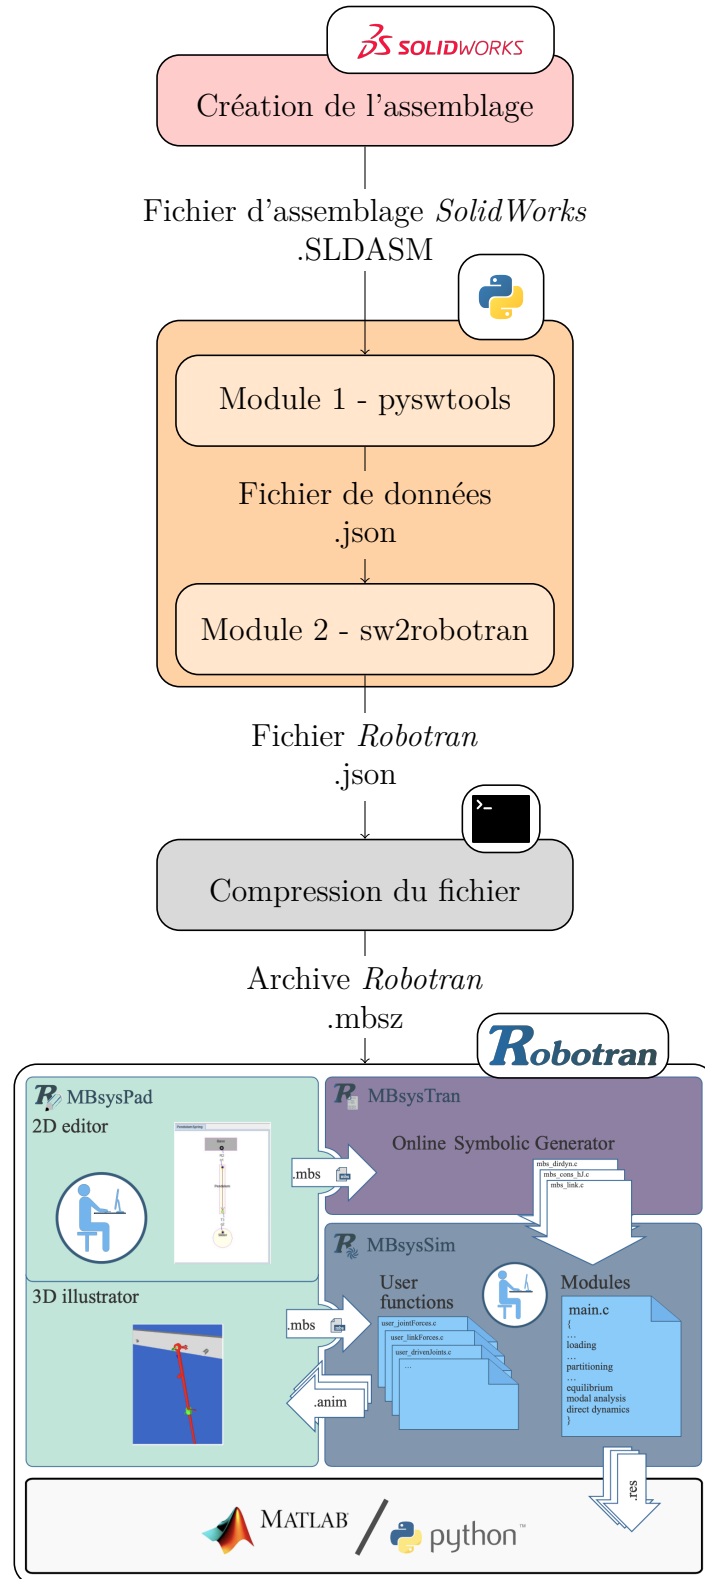 SOLIDWORKS
Création de l'assemblage
Fichier d'assemblage SolidWorks
.SLDASM
Module 1 - pyswtools
Fichier de données
.json
Module 2 - sw2robotran
Fichier Robotran
.json
Compression du fichier
Archive Robotran
.mbsz
Robotran
MBsysPad
2D editor
.mbs
MBsysTran
Online Symbolic Generator
mbs_dirdyn.c
mbs_cons_hJ.c
mbs_link.c
3D illustrator
.mbs
.anim
MBsysSim
User
functions
user_jointForces.c
user_linkForces.c
user_drivenJoints.c
...
Modules
main.c
{
...
loading
...
partitioning
...
equilibrium
modal analysis
direct dynamics
}
.res
MATLAB
python™